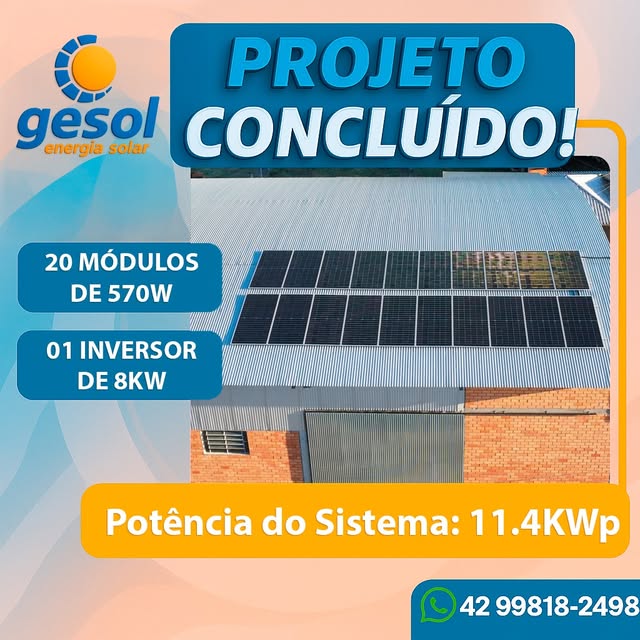 gesol
energia solar
PROJETO
CONCLUÍDO!
20 MÓDULOS
DE 570W
01 INVERSOR
DE 8KW
Potência do Sistema: 11.4KWp
42 99818-2498